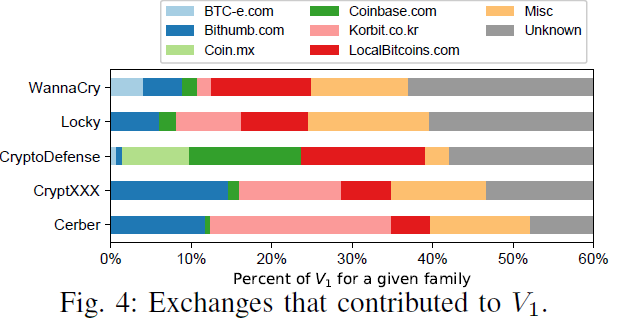 BTC-e.com Coinbase.com Misc
Bithumb.com Korbit.co.kr Unknown
Coin.mx LocalBitcoins.com
WannaCry
Locky
CryptoDefense
CryptXXX
Cerber
0% 10% 20% 30% 40% 50% 60%
Percent of V₁ for a given family
Fig. 4: Exchanges that contributed to V₁.